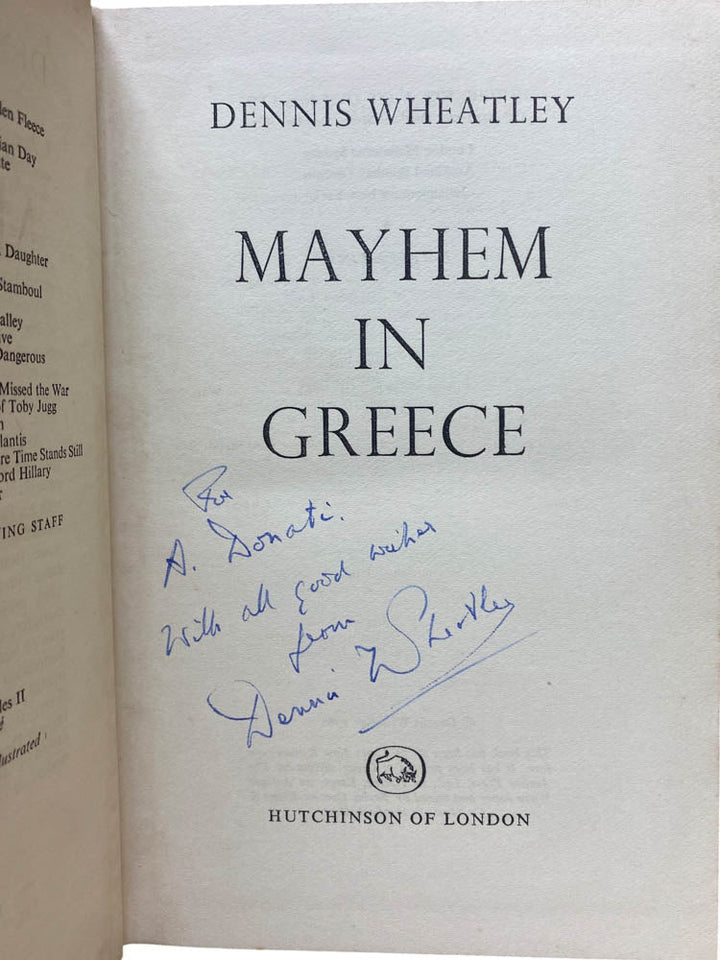 en Fleece
ian Day
te
Daughter
Stamboul
alley
ve
Dangerous
Missed the War
f Toby Jugg
n
lantis
re Time Stands Still
ord Hillary
r
ING STAFF
les II
é
ustrated
DENNIS WHEATLEY
MAYHEM
IN
GREECE
For
A. Donati.
With all good wishes
from
Dennis Wheatley
HUTCHINSON OF LONDON